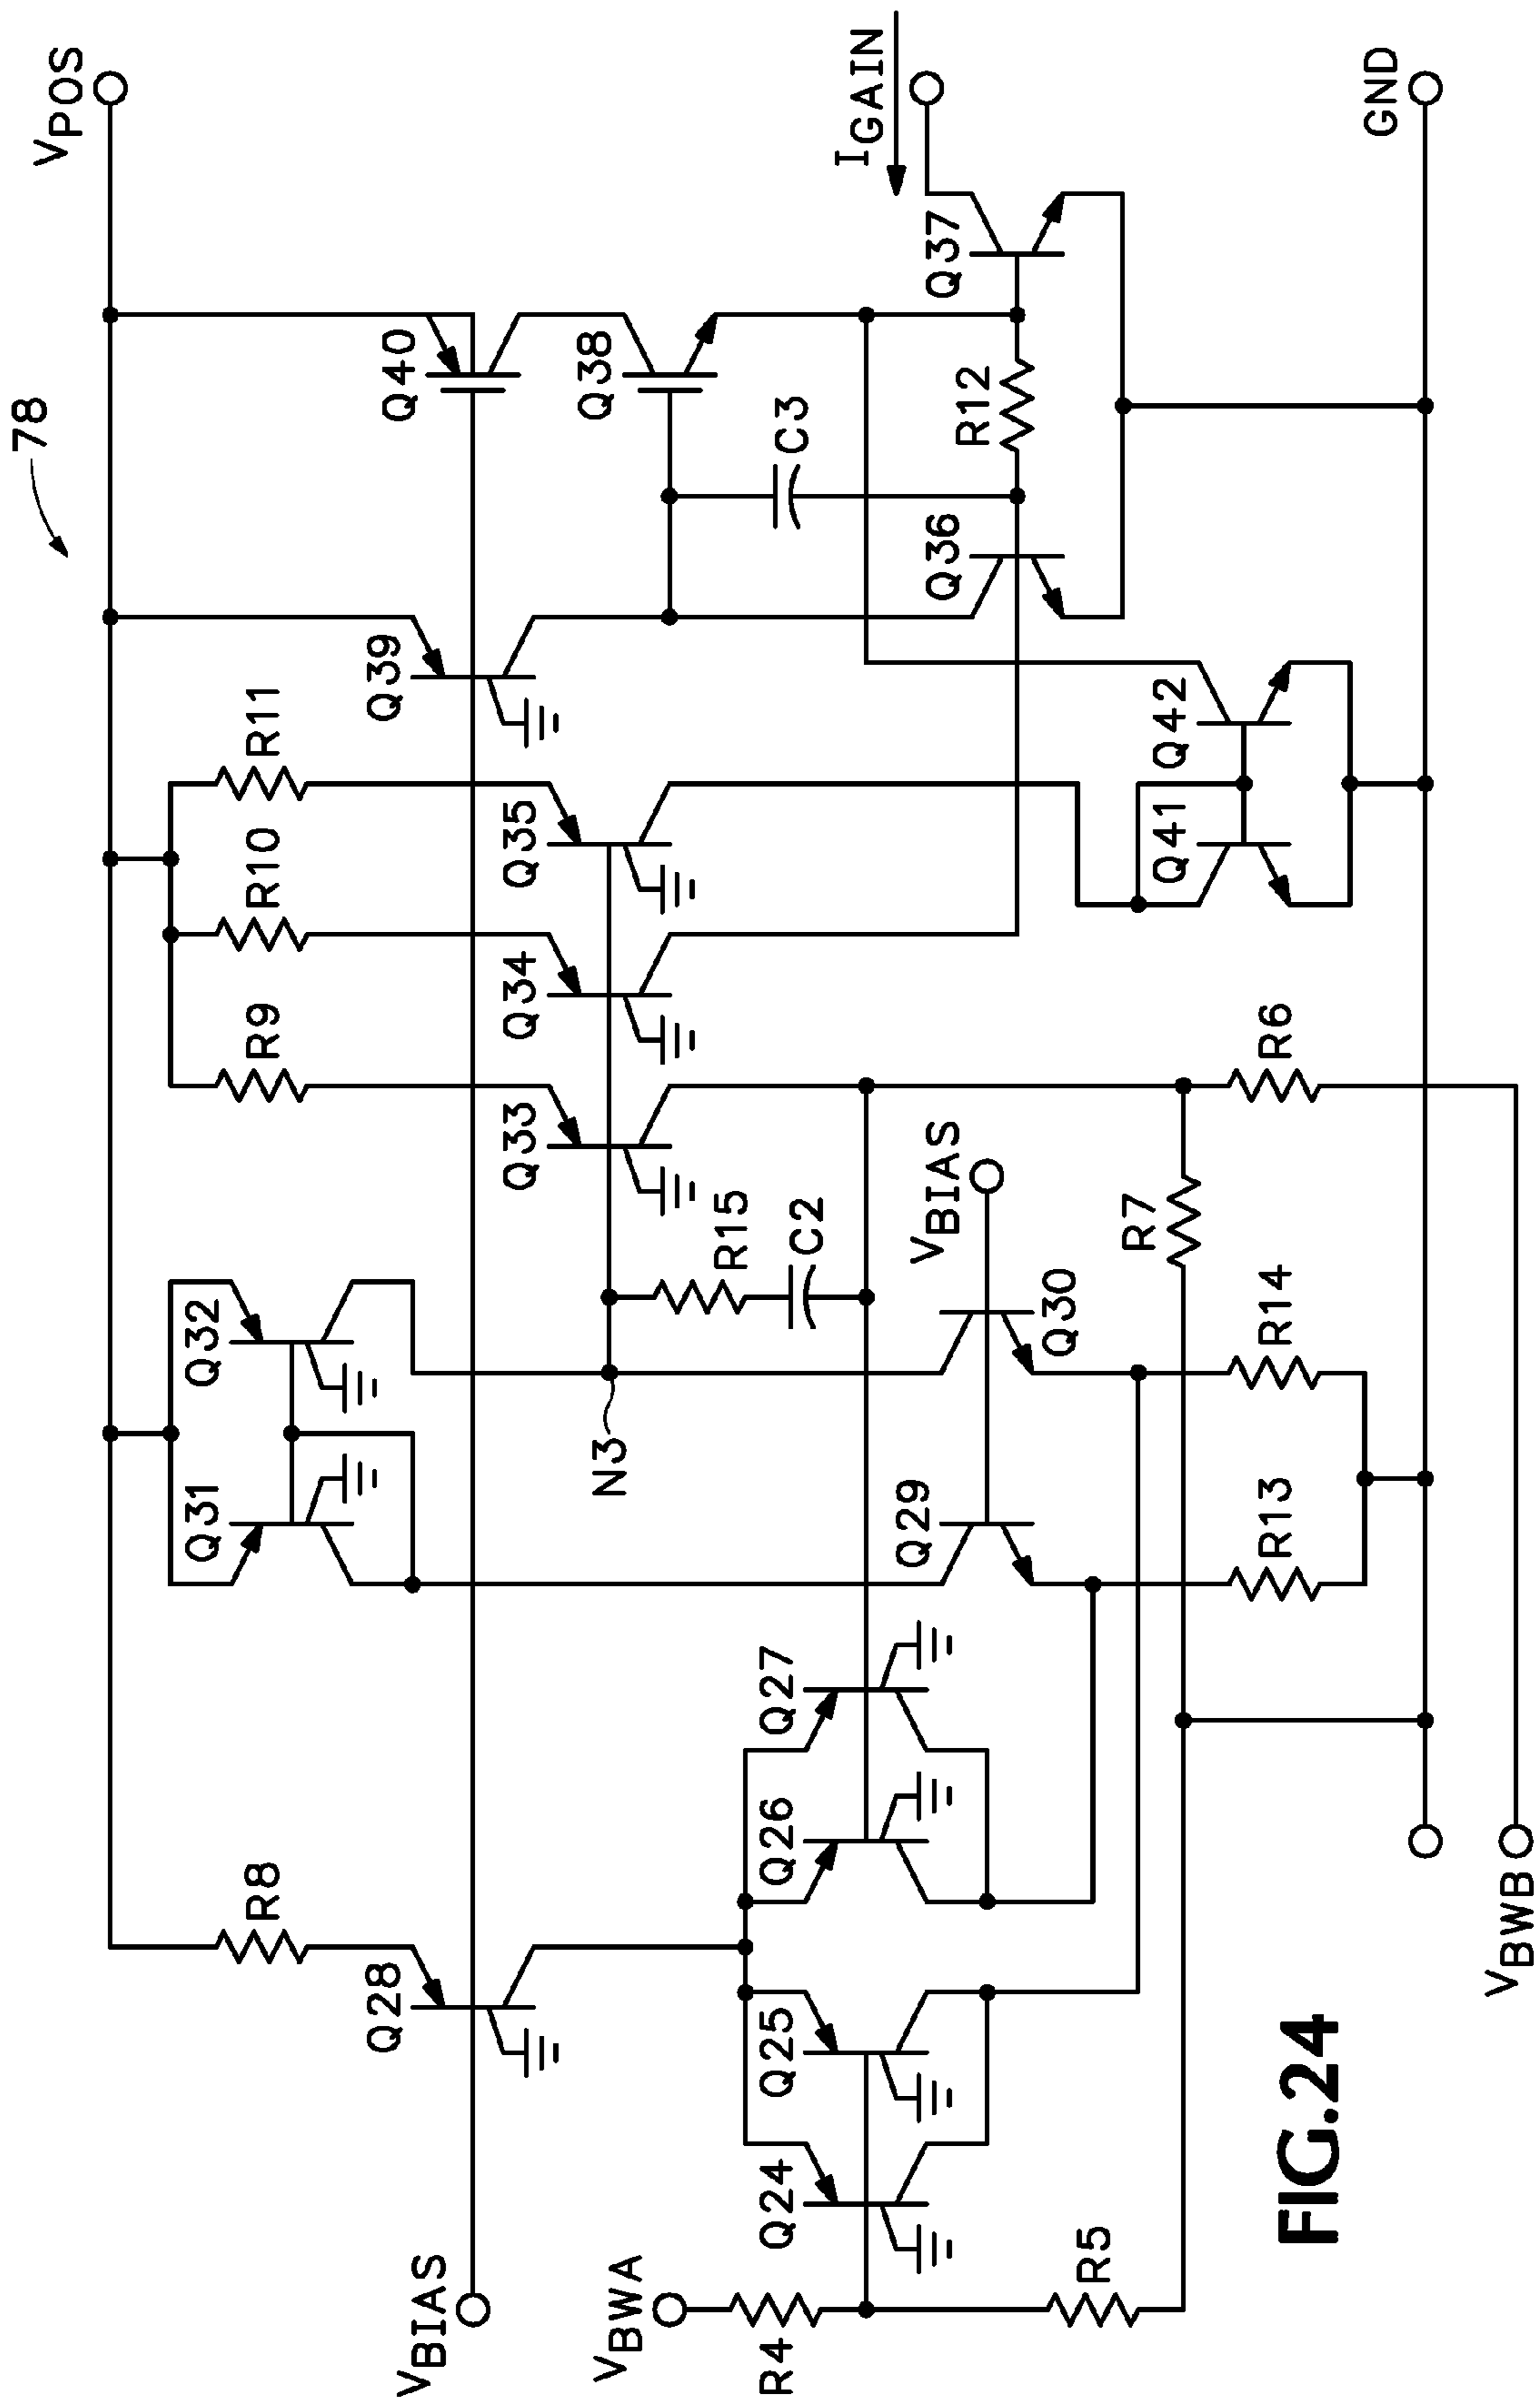 78
VPOS
R8
R9
R10
R11
Q31
Q32
Q28
Q39
Q40
VBIAS
N3
Q33
Q34
Q35
Q38
VBWA
R4
Q24
Q25
Q26
Q27
R15
C2
C3
IGAIN
Q29
VBIAS
Q30
Q36
R12
Q37
R5
R7
Q41
Q42
R13
R14
R6
GND
VBWB
FIG.24